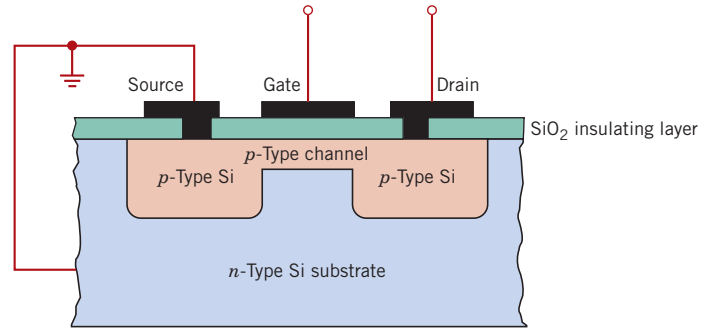 Source
Gate
Drain
SiO₂ insulating layer
p-Type channel
p-Type Si
p-Type Si
n-Type Si substrate